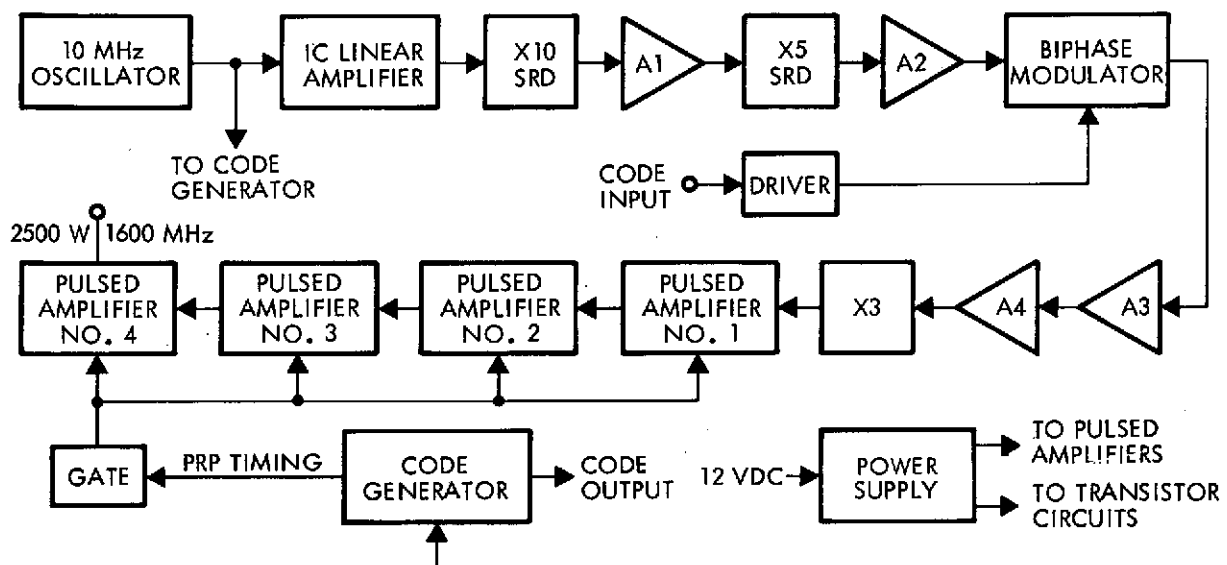 10 MHz
OSCILLATOR
IC LINEAR
AMPLIFIER
X10
SRD
A1
X5
SRD
A2
BIPHASE
MODULATOR
TO CODE
GENERATOR
CODE
INPUT
DRIVER
2500 W 1600 MHz
PULSED
AMPLIFIER
NO. 4
PULSED
AMPLIFIER
NO. 3
PULSED
AMPLIFIER
NO. 2
PULSED
AMPLIFIER
NO. 1
X3
A4
A3
GATE
PRP TIMING
CODE
GENERATOR
CODE
OUTPUT
12 VDC
POWER
SUPPLY
TO PULSED
AMPLIFIERS
TO TRANSISTOR
CIRCUITS